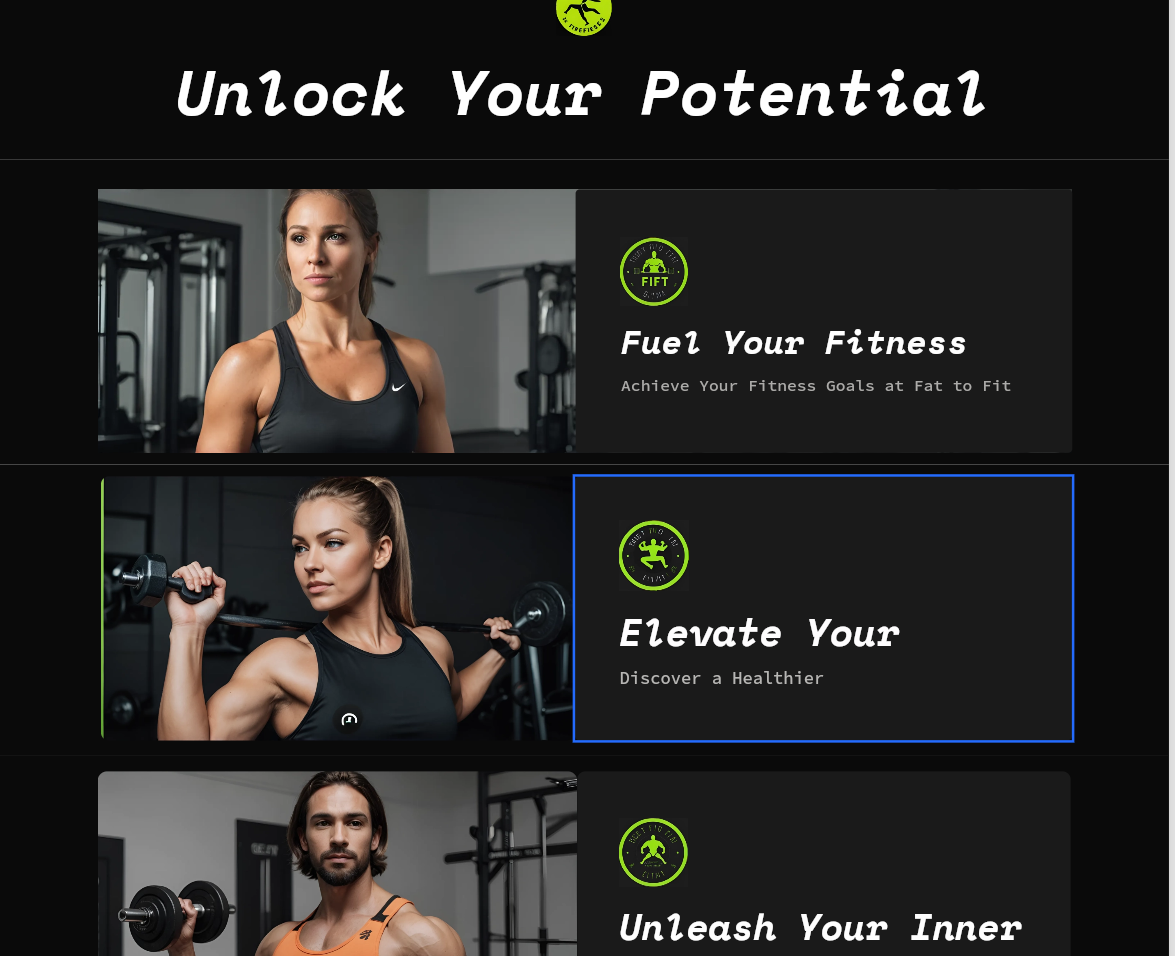 Unlock Your Potential
FIFT
Fuel Your Fitness
Achieve Your Fitness Goals at Fat to Fit
Elevate Your
Discover a Healthier
Unleash Your Inner